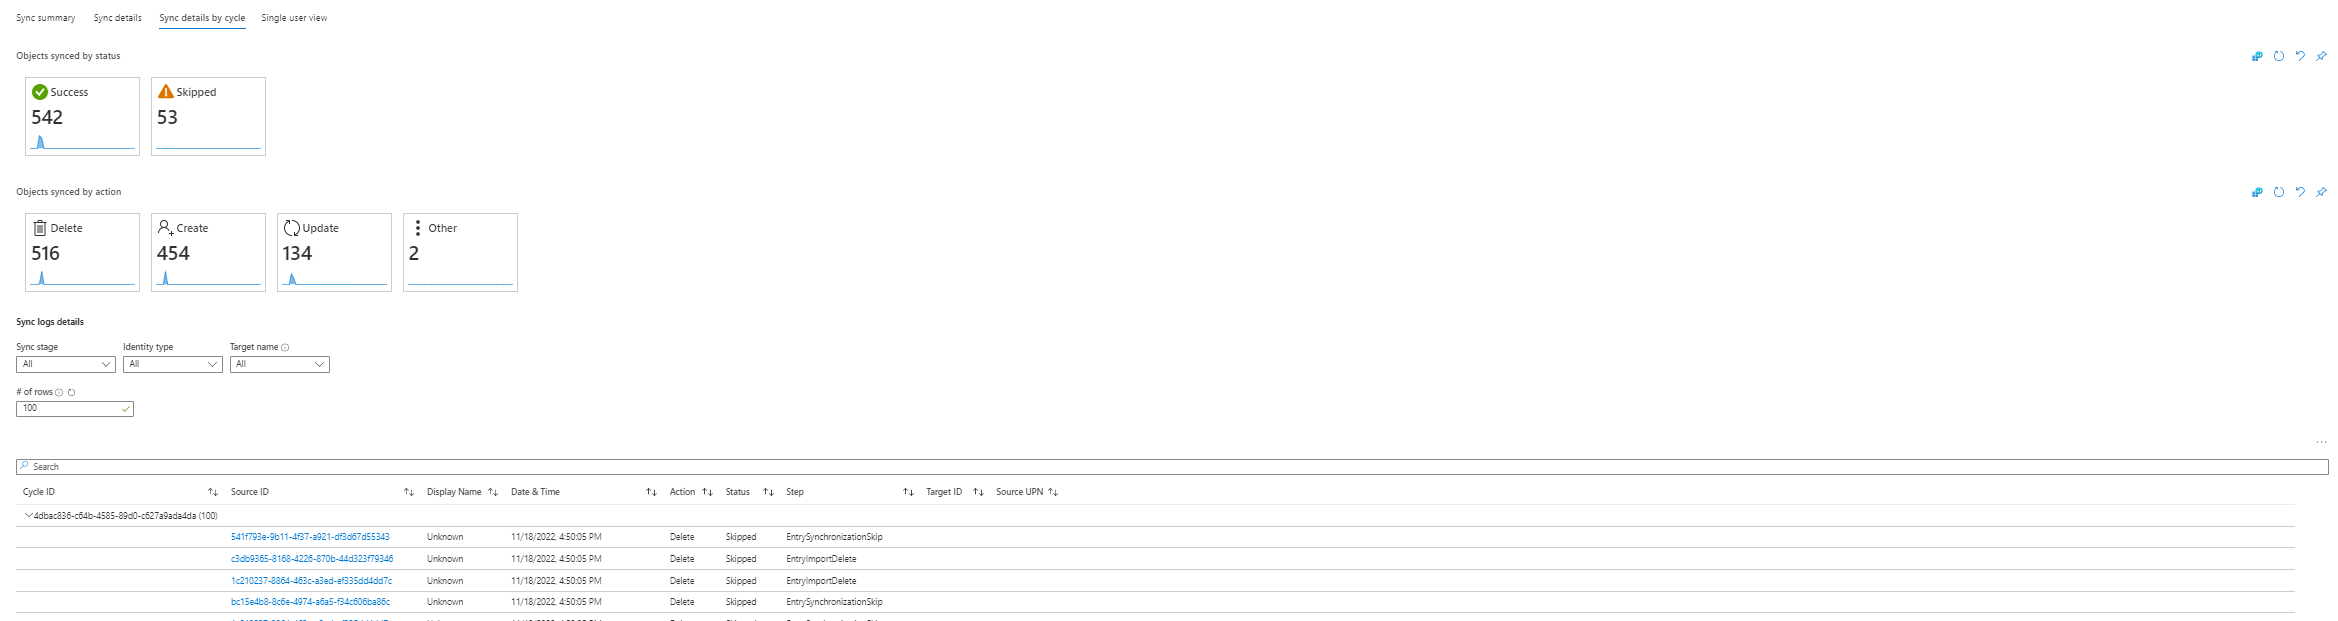 Sync summary Sync details Sync details by cycle Single user view
Objects synced by status
Success Skipped
542 53
Objects synced by action
Delete Create Update Other
516 454 134 2
Sync logs details
Sync stage Identity type Target name
All All All
# of rows
100
...
Search
Cycle ID Source ID Display Name Date & Time Action Status Step Target ID Source UPN
4dbac836-c64b-4585-89d0-c627a9ada4da (100)
541f793e-9b11-4f37-a921-df3d67d55343 Unknown 11/18/2022, 4:50:05 PM Delete Skipped EntrySynchronizationSkip
c3db9365-8168-4226-870b-44d323f79346 Unknown 11/18/2022, 4:50:05 PM Delete Skipped EntryImportDelete
1c210237-8864-463c-a3ed-ef335dd4dd7c Unknown 11/18/2022, 4:50:05 PM Delete Skipped EntryImportDelete
bc15e4b8-8c6e-4974-a6a5-f34c606ba86c Unknown 11/18/2022, 4:50:05 PM Delete Skipped EntrySynchronizationSkip